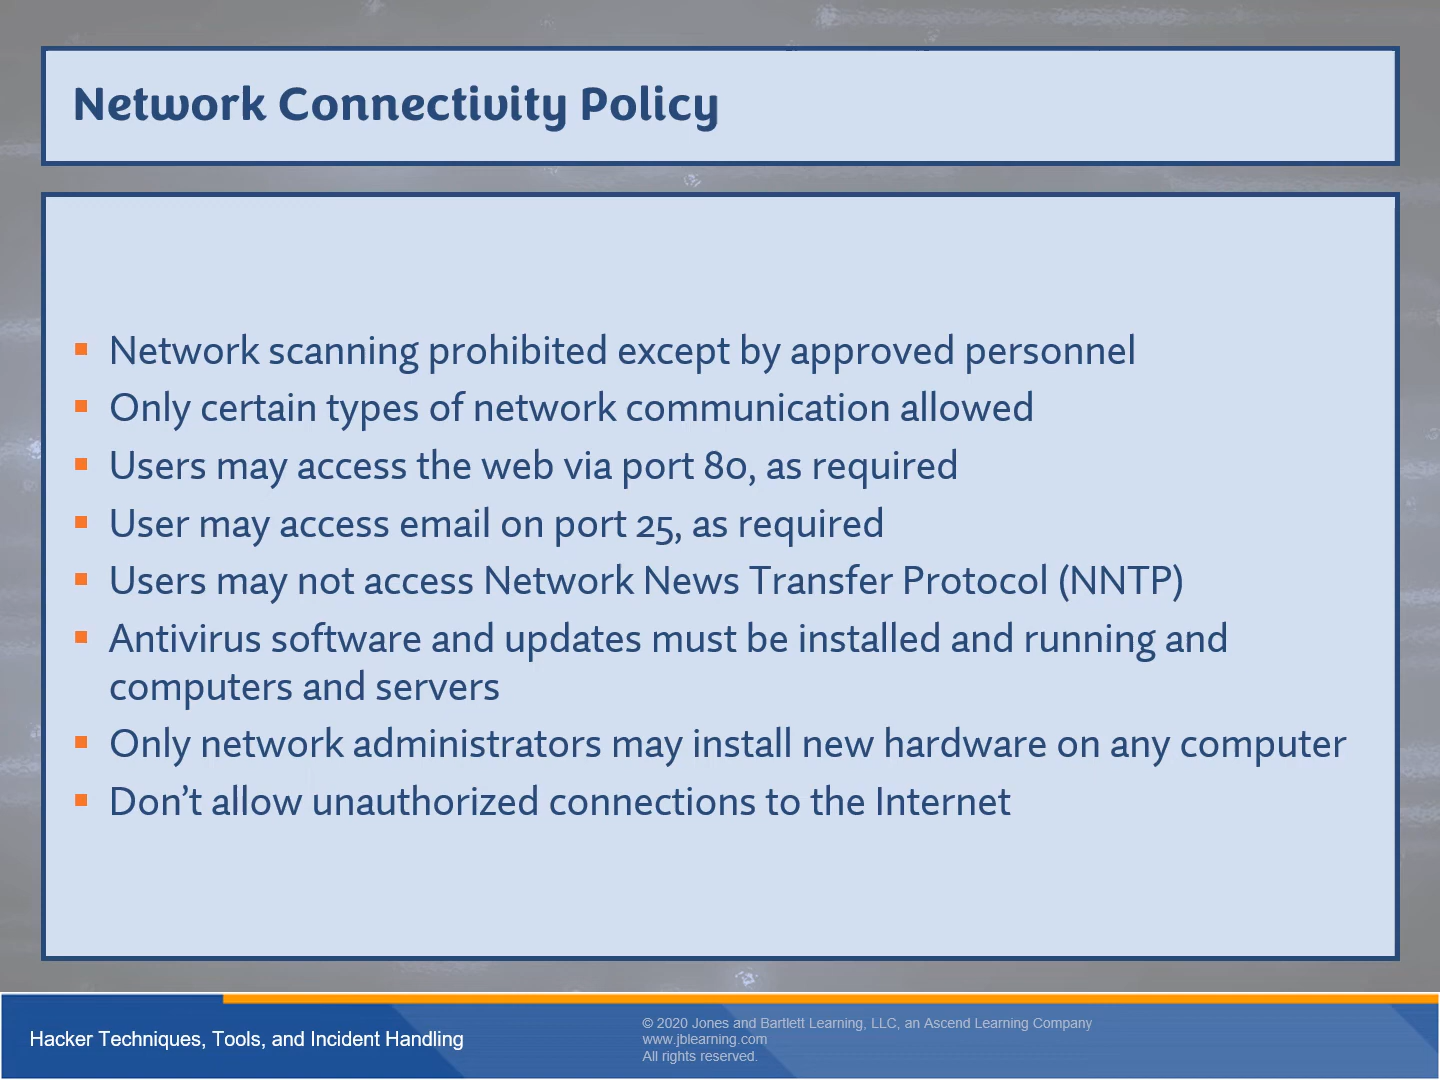 Network Connectivity Policy
Network scanning prohibited except by approved personnel
Only certain types of network communication allowed
Users may access the web via port 80, as required
User may access email on port 25, as required
Users may not access Network News Transfer Protocol (NNTP)
Antivirus software and updates must be installed and running and
computers and servers
Only network administrators may install new hardware on any computer
Don’t allow unauthorized connections to the Internet
Hacker Techniques, Tools, and Incident Handling
© 2020 Jones and Bartlett Learning, LLC, an Ascend Learning Company
www.jblearning.com
All rights reserved.